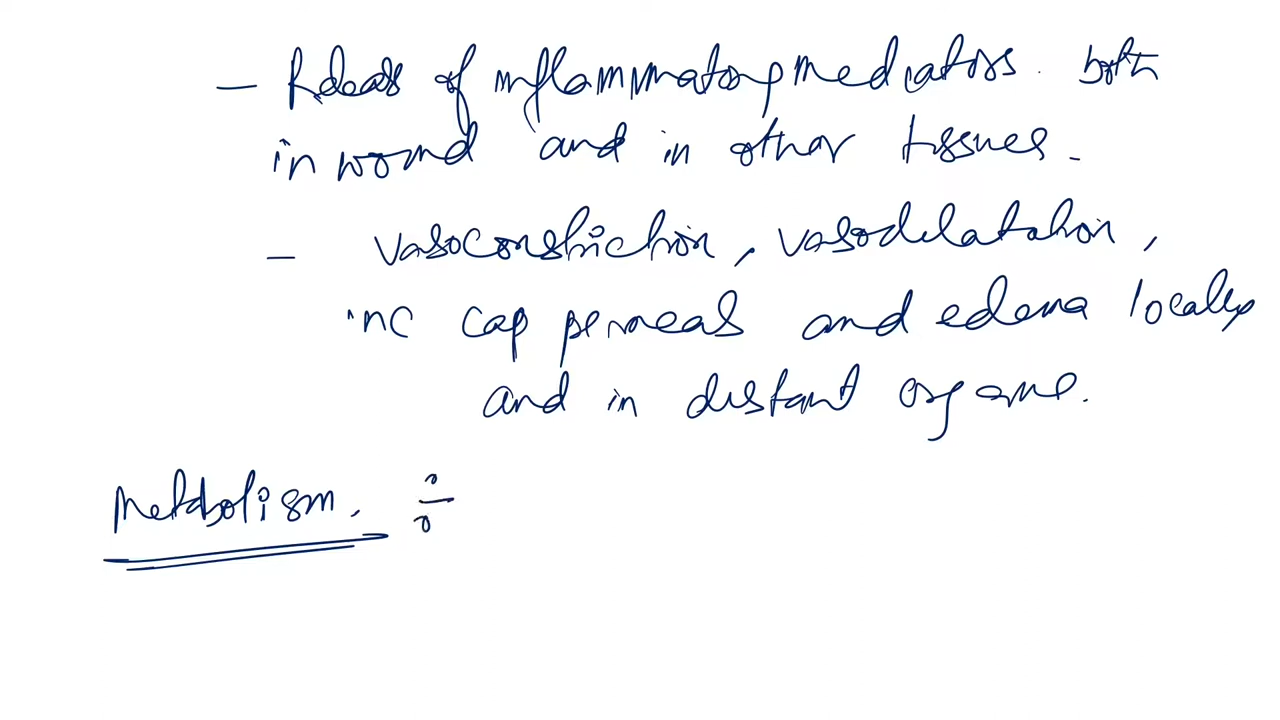 - Release of inflammatory mediators both
in wound and in other tissues.
- vasoconstriction, vasodelatation,
inc cap permeab and edema locally
and in distant organs.
Metabolism. ÷